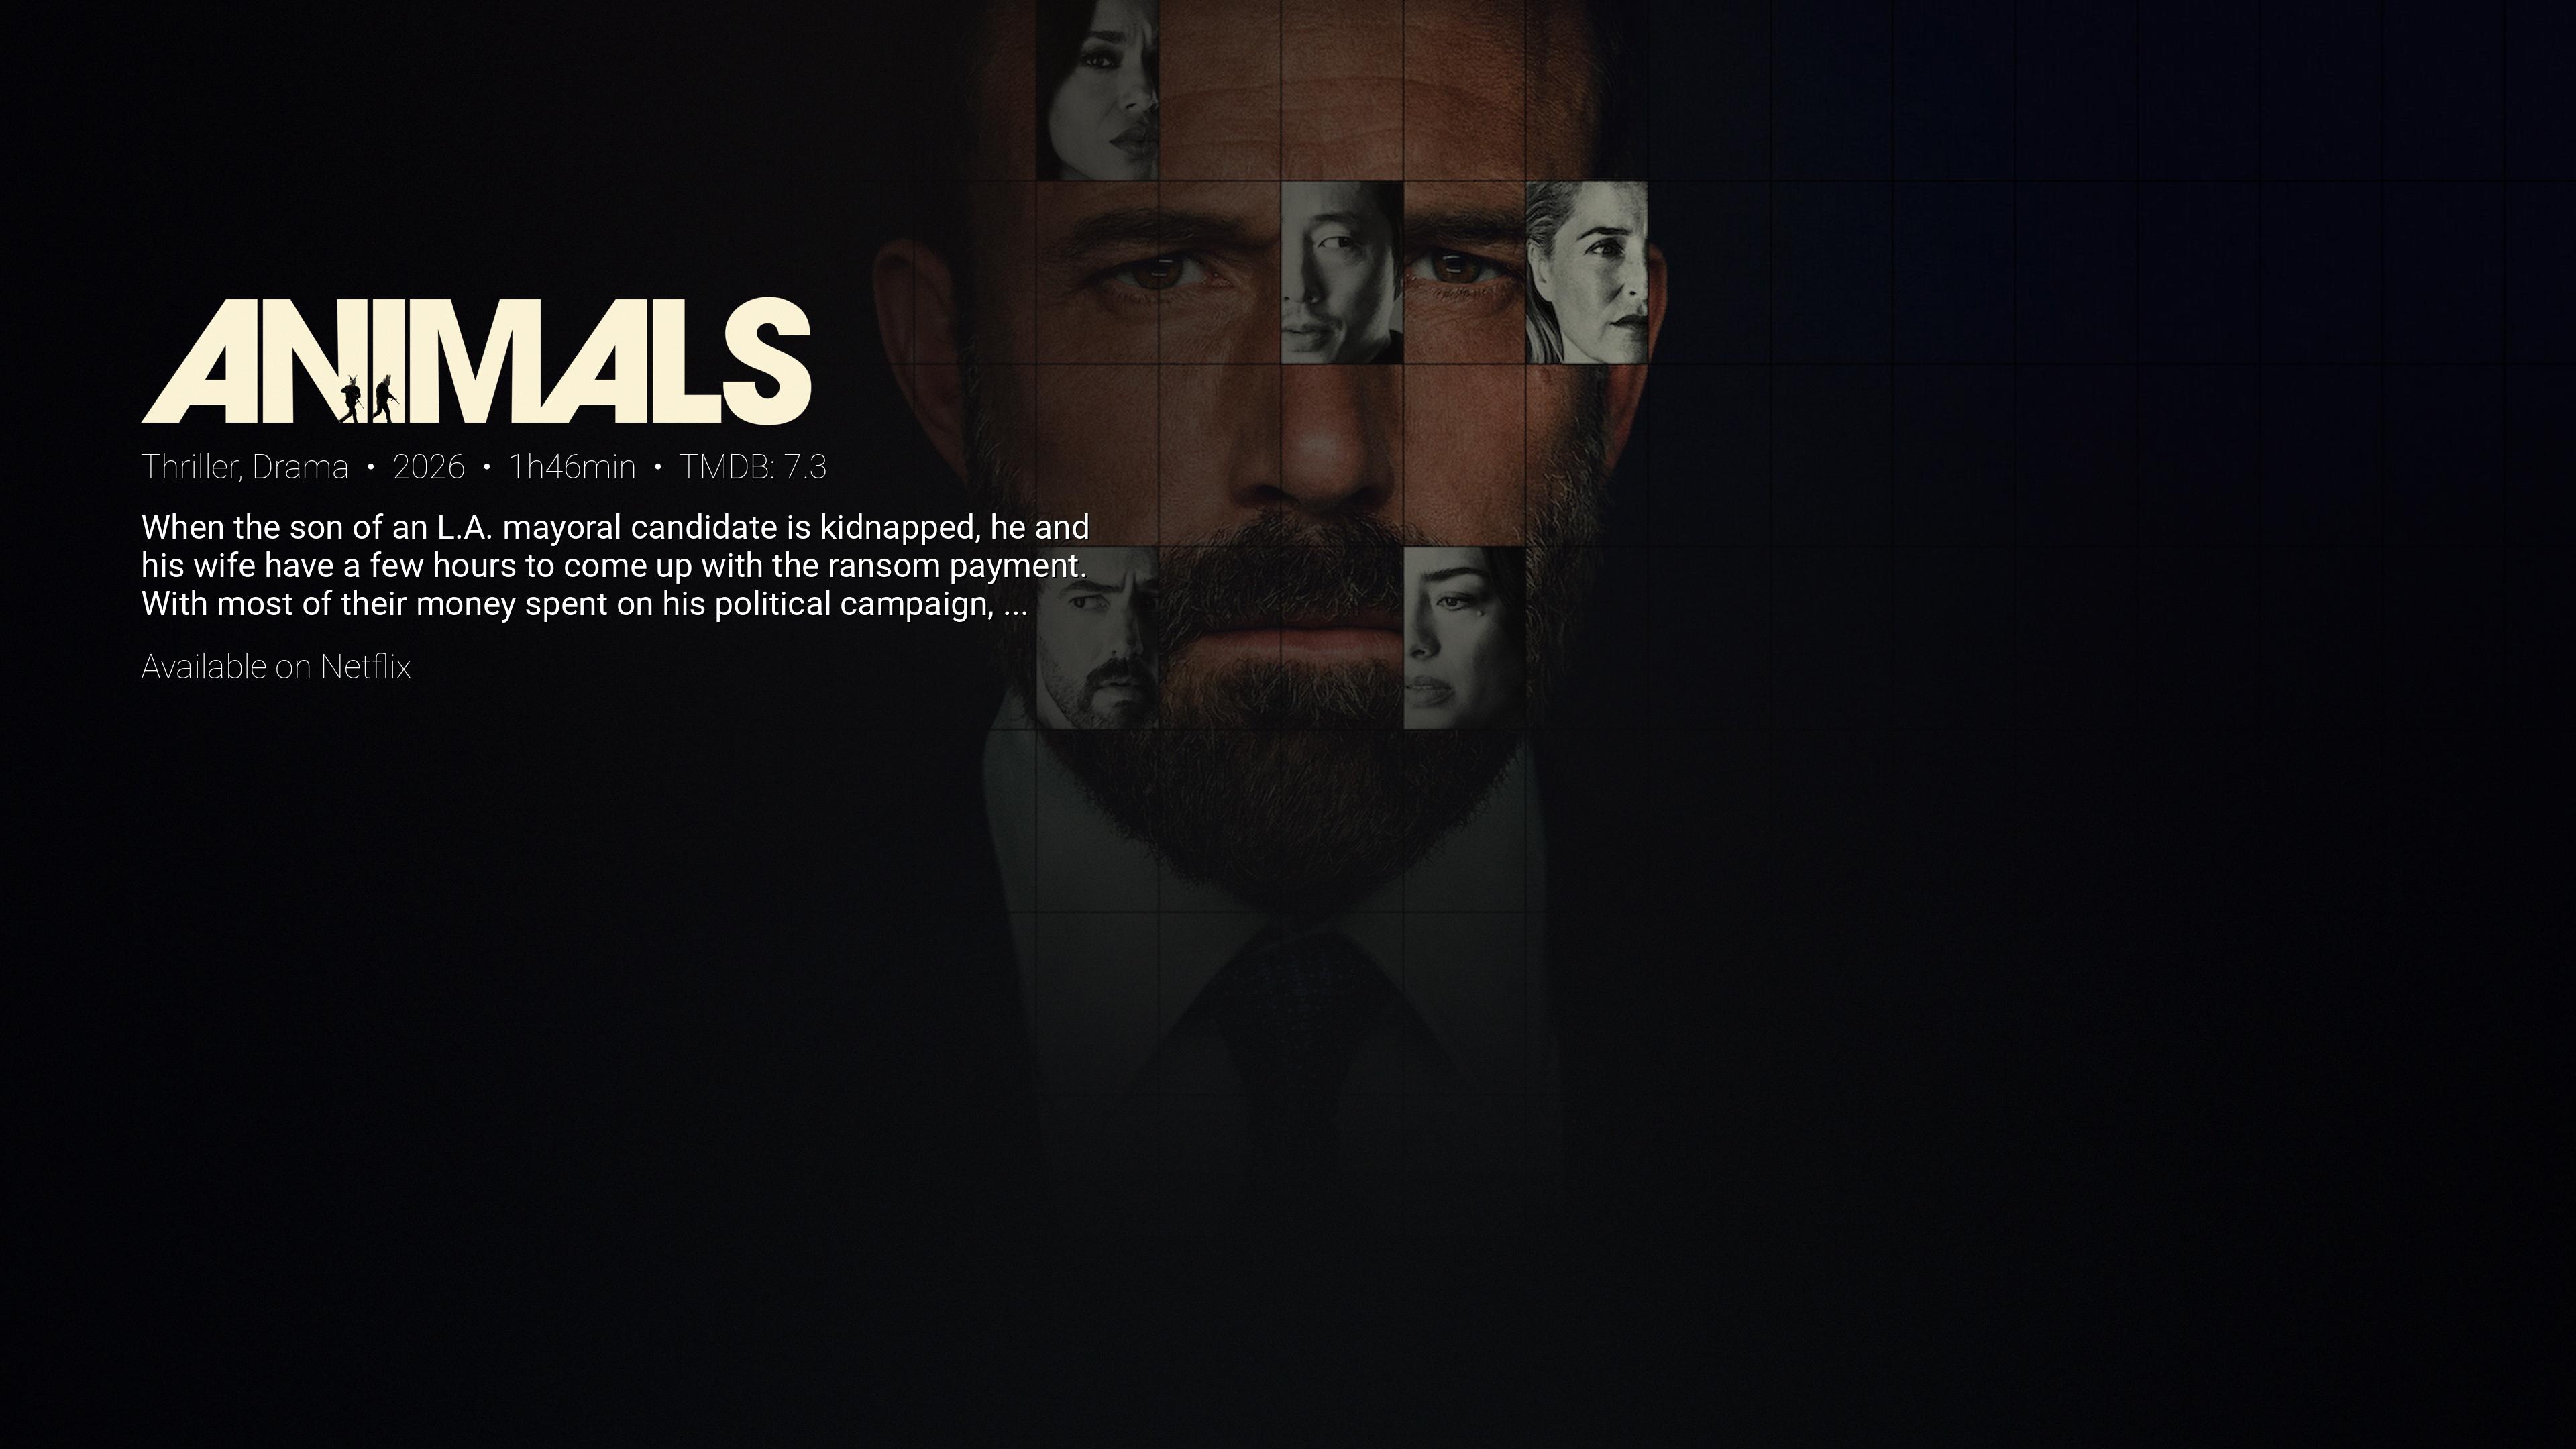 ANIMALS
Thriller, Drama • 2026 • 1h46min • TMDB: 7.3
When the son of an L.A. mayoral candidate is kidnapped, he and
his wife have a few hours to come up with the ransom payment.
With most of their money spent on his political campaign, ...
Available on Netflix